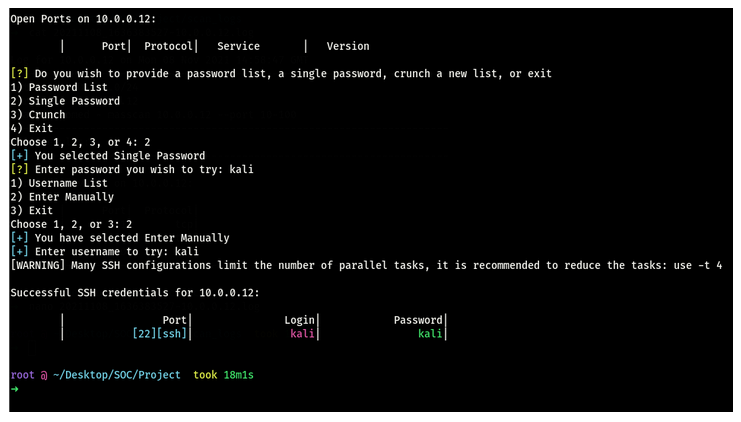 Open Ports on 10.0.0.12:
| Port| Protocol| Service | Version
[?] Do you wish to provide a password list, a single password, crunch a new list, or exit
1) Password List
2) Single Password
3) Crunch
4) Exit
Choose 1, 2, 3, or 4: 2
[+] You selected Single Password
[?] Enter password you wish to try: kali
1) Username List
2) Enter Manually
3) Exit
Choose 1, 2, or 3: 2
[+] You have selected Enter Manually
[+] Enter username to try: kali
[WARNING] Many SSH configurations limit the number of parallel tasks, it is recommended to reduce the tasks: use -t 4
Successful SSH credentials for 10.0.0.12:
| Port| Login| Password|
| [22][ssh]| kali| kali|
root @ ~/Desktop/SOC/Project took 18m1s
→